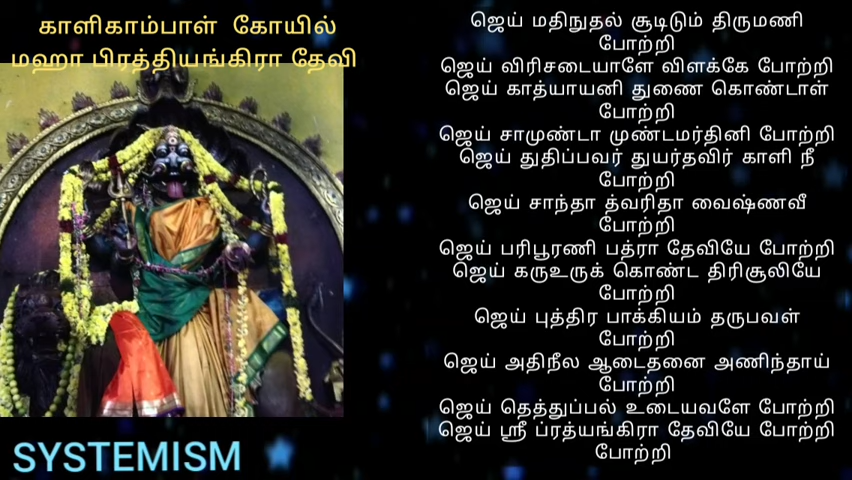 காளிகாம்பாள் கோயில்
மஹா பிரத்தியங்கிரா தேவி
ஜெய் மதிநுதல் சூடிடும் திருமணி
போற்றி
ஜெய் விரிசடையாளே விளக்கே போற்றி
ஜெய் காத்யாயனி துணை கொண்டாள்
போற்றி
ஜெய் சாமுண்டா முண்டமர்தினி போற்றி
ஜெய் துதிப்பவர் துயர்தவிர் காளி நீ
போற்றி
ஜெய் சாந்தா த்வரிதா வைஷ்ணவீ
போற்றி
ஜெய் பரிபூரணி பத்ரா தேவியே போற்றி
ஜெய் கருஉருக் கொண்ட திரிசூலியே
போற்றி
ஜெய் புத்திர பாக்கியம் தருபவள்
போற்றி
ஜெய் அதிநீல ஆடைதனை அணிந்தாய்
போற்றி
ஜெய் தெத்துப்பல் உடையவளே போற்றி
ஜெய் ஸ்ரீ ப்ரத்யங்கிரா தேவியே போற்றி
போற்றி
SYSTEMISM